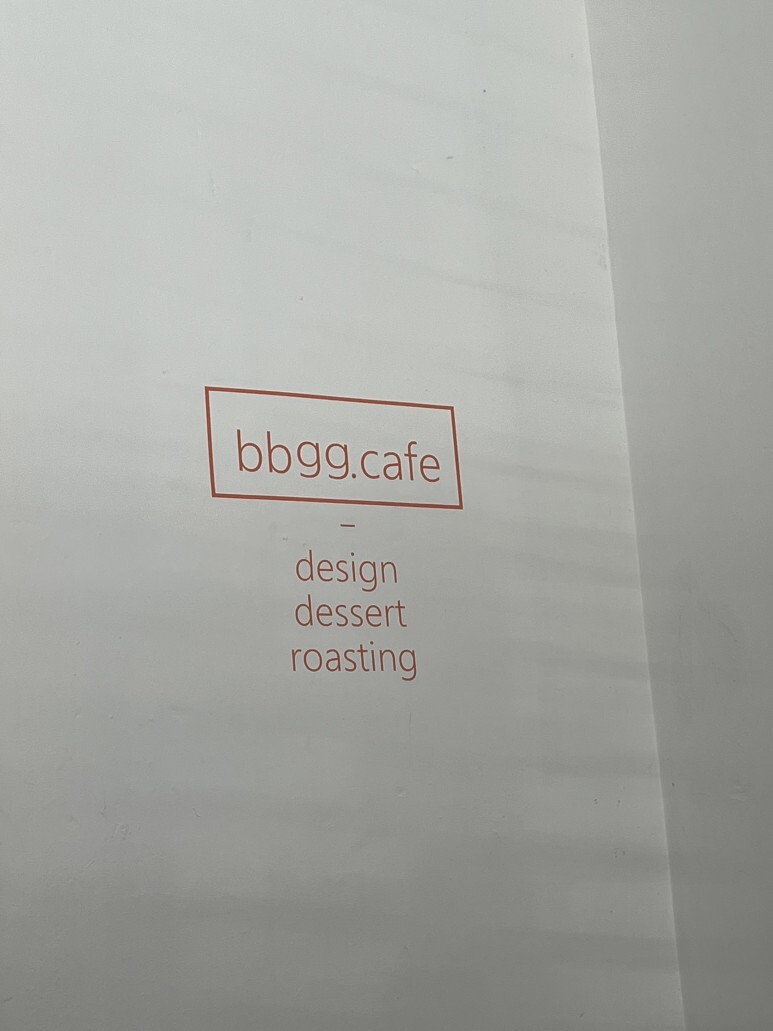 bbgg.cafe
–
design
dessert
roasting